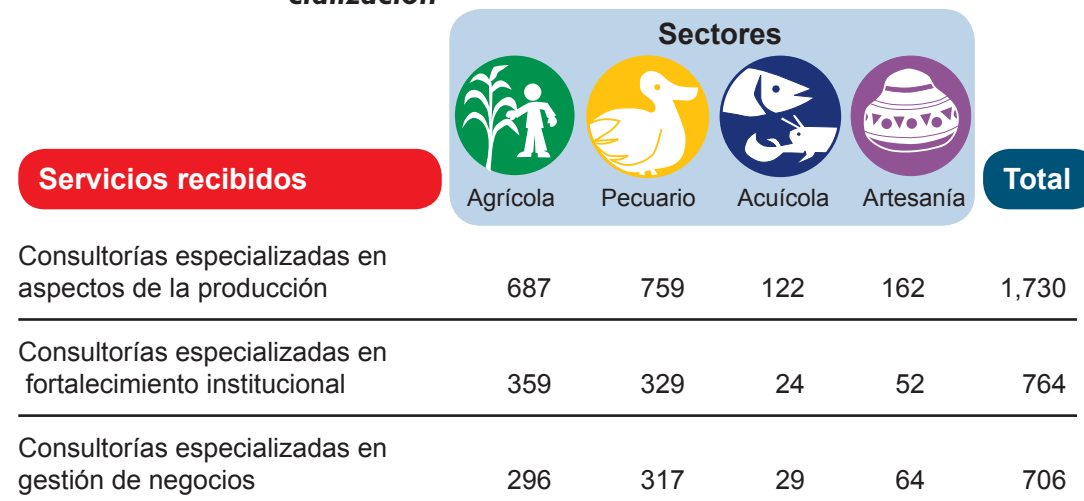 cialización
Sectores
Servicios recibidos
Agrícola Pecuario Acuícola Artesanía Total
Consultorías especializadas en
aspectos de la producción 687 759 122 162 1,730
Consultorías especializadas en
fortalecimiento institucional 359 329 24 52 764
Consultorías especializadas en
gestión de negocios 296 317 29 64 706